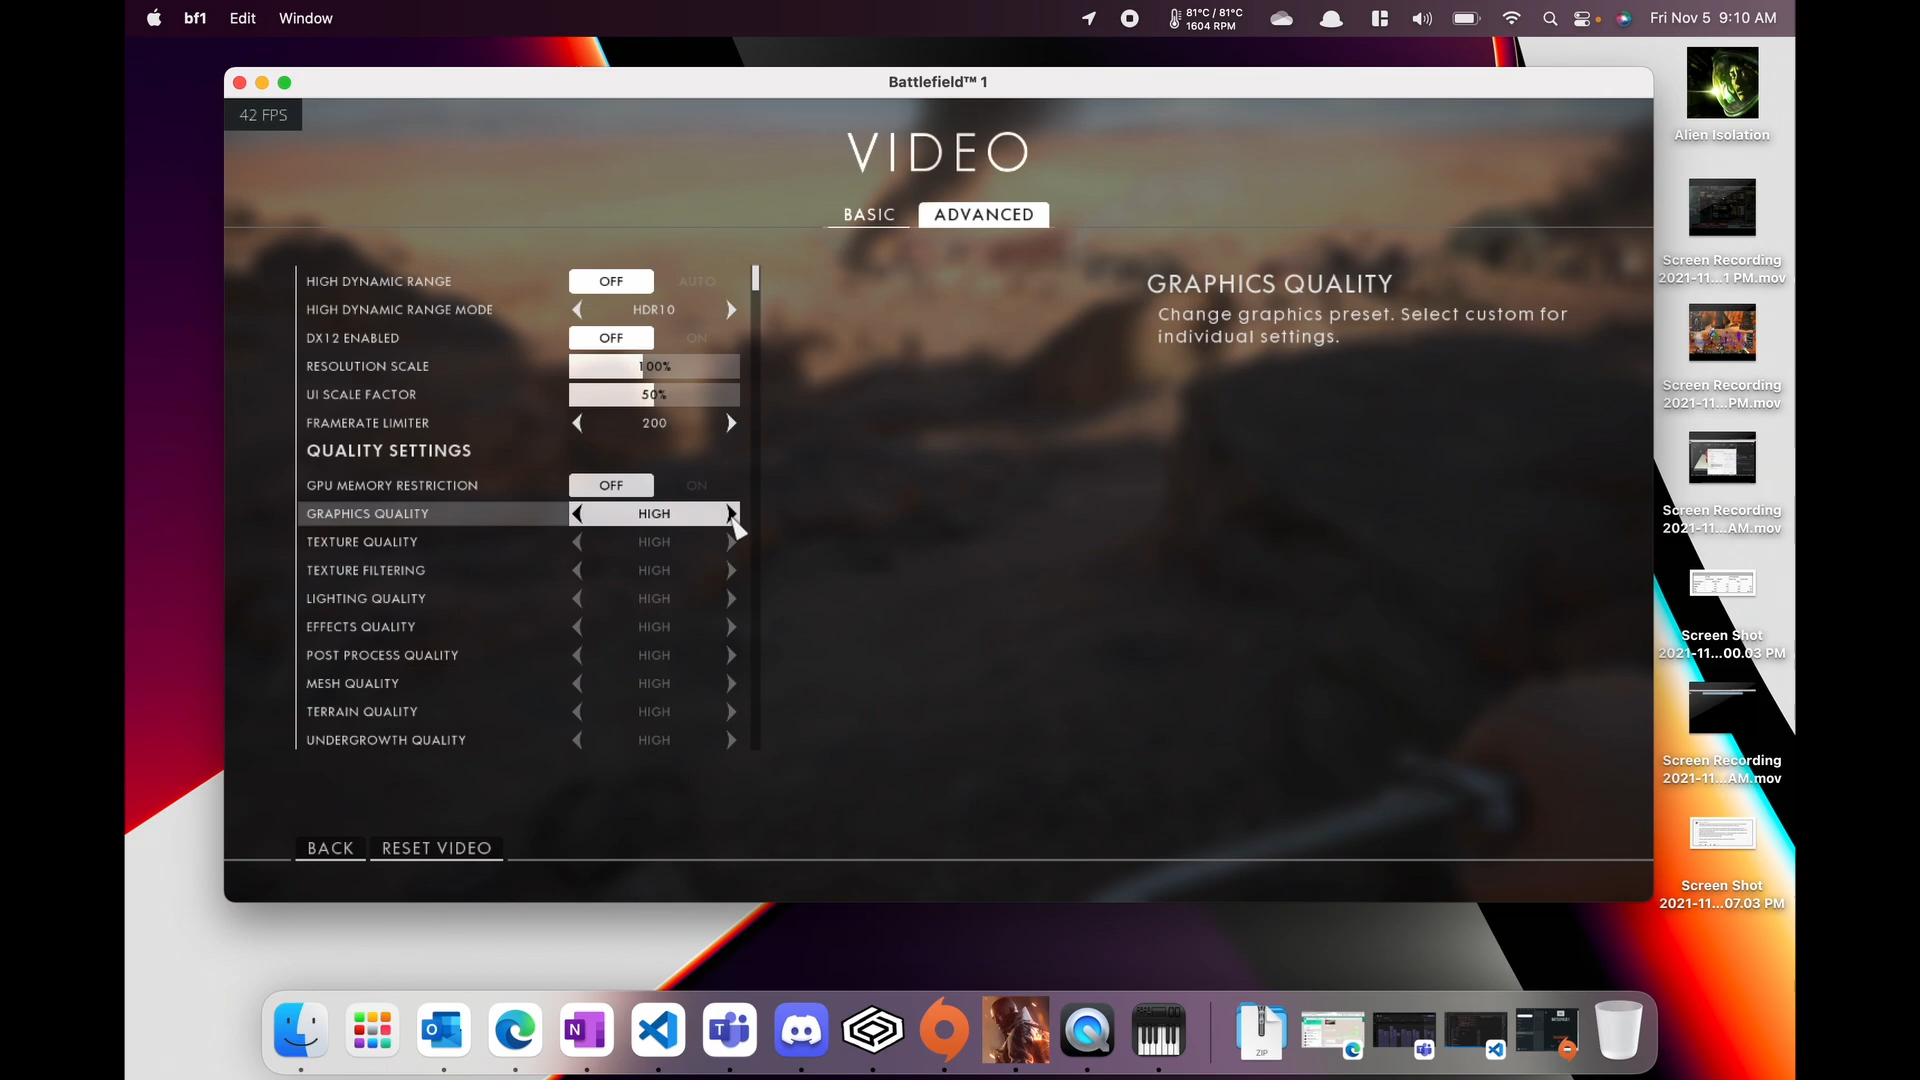 bf1 Edit Window
81°C / 81°C
1604 RPM
Fri Nov 5 9:10 AM
Battlefield™ 1
42 FPS
VIDEO
BASIC ADVANCED
HIGH DYNAMIC RANGE OFF AUTO
HIGH DYNAMIC RANGE MODE HDR10
DX12 ENABLED OFF ON
RESOLUTION SCALE 100%
UI SCALE FACTOR 50%
FRAMERATE LIMITER 200
QUALITY SETTINGS
GPU MEMORY RESTRICTION OFF ON
GRAPHICS QUALITY HIGH
TEXTURE QUALITY HIGH
TEXTURE FILTERING HIGH
LIGHTING QUALITY HIGH
EFFECTS QUALITY HIGH
POST PROCESS QUALITY HIGH
MESH QUALITY HIGH
TERRAIN QUALITY HIGH
UNDERGROWTH QUALITY HIGH
GRAPHICS QUALITY
Change graphics preset. Select custom for
individual settings.
BACK RESET VIDEO
Alien Isolation
Screen Recording
2021-11...1 PM.mov
Screen Recording
2021-11...PM.mov
Screen Recording
2021-11...AM.mov
Screen Shot
2021-11...00.03 PM
Screen Recording
2021-11...AM.mov
Screen Shot
2021-11...07.03 PM
ZIP